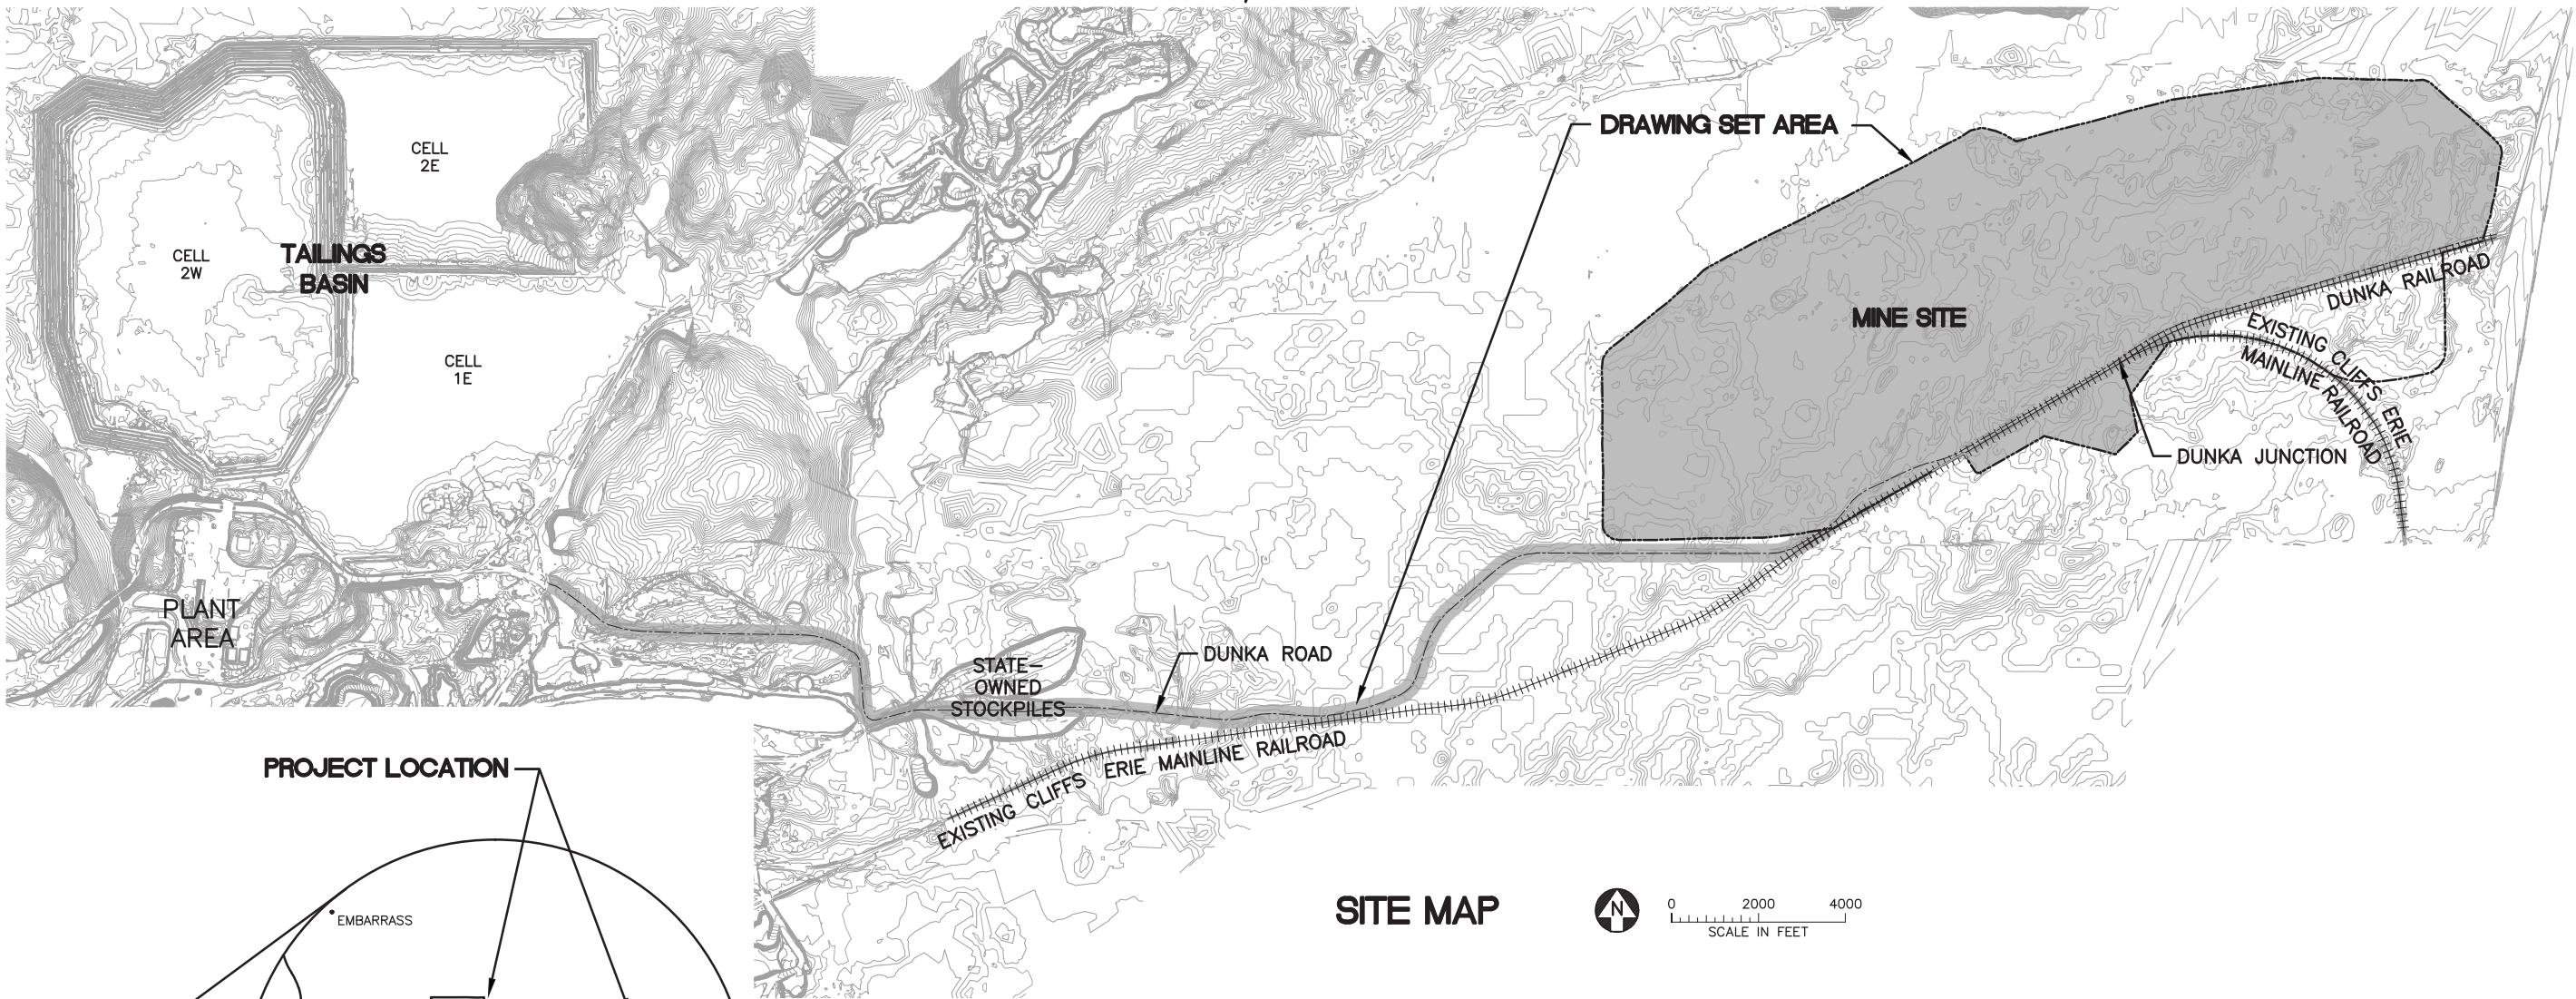 DRAWING SET AREA
CELL
2E
CELL
2W
TAILINGS
BASIN
CELL
1E
MINE SITE
DUNKA RAILROAD
EXISTING CLIFFS ERIE
MAINLINE RAILROAD
DUNKA JUNCTION
PLANT
AREA
STATE-
OWNED
STOCKPILES
DUNKA ROAD
EXISTING CLIFFS ERIE MAINLINE RAILROAD
PROJECT LOCATION
EMBARRASS
SITE MAP
N
0 2000 4000
SCALE IN FEET